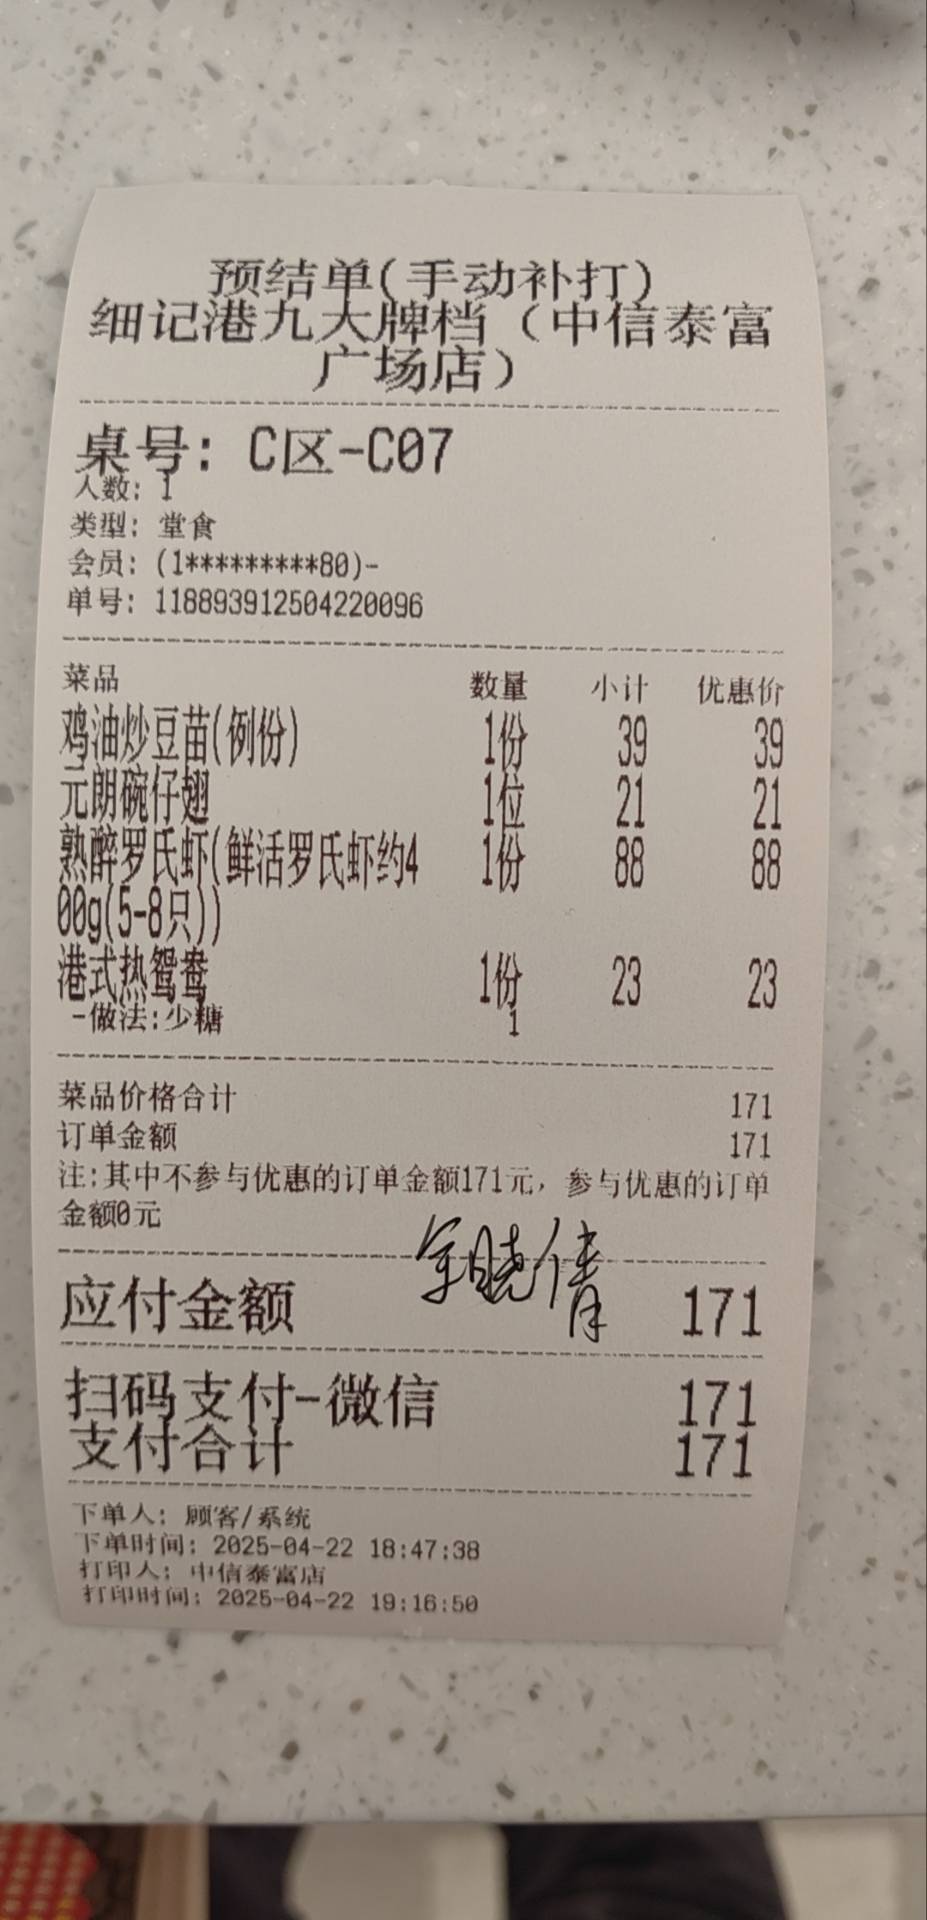 预结单(手动补打)
细记港九大牌档（中信泰富
广场店）
桌号: C区-C07
人数: 1
类型: 堂食
会员: (1*********80)-
单号: 118893912504220096
菜品 数量 小计 优惠价
鸡油炒豆苗(例份) 1份 39 39
元朗碗仔翅 1位 21 21
熟醉罗氏虾(鲜活罗氏虾约4 1份 88 88
00g(5-8只))
港式热鸳鸯 1份 23 23
-做法:少糖 1
菜品价格合计 171
订单金额 171
注:其中不参与优惠的订单金额171元，参与优惠的订单
金额0元
晓倩
应付金额 171
扫码支付-微信 171
支付合计 171
下单人: 顾客/系统
下单时间: 2025-04-22 18:47:38
打印人: 中信泰富店
打印时间: 2025-04-22 19:16:50